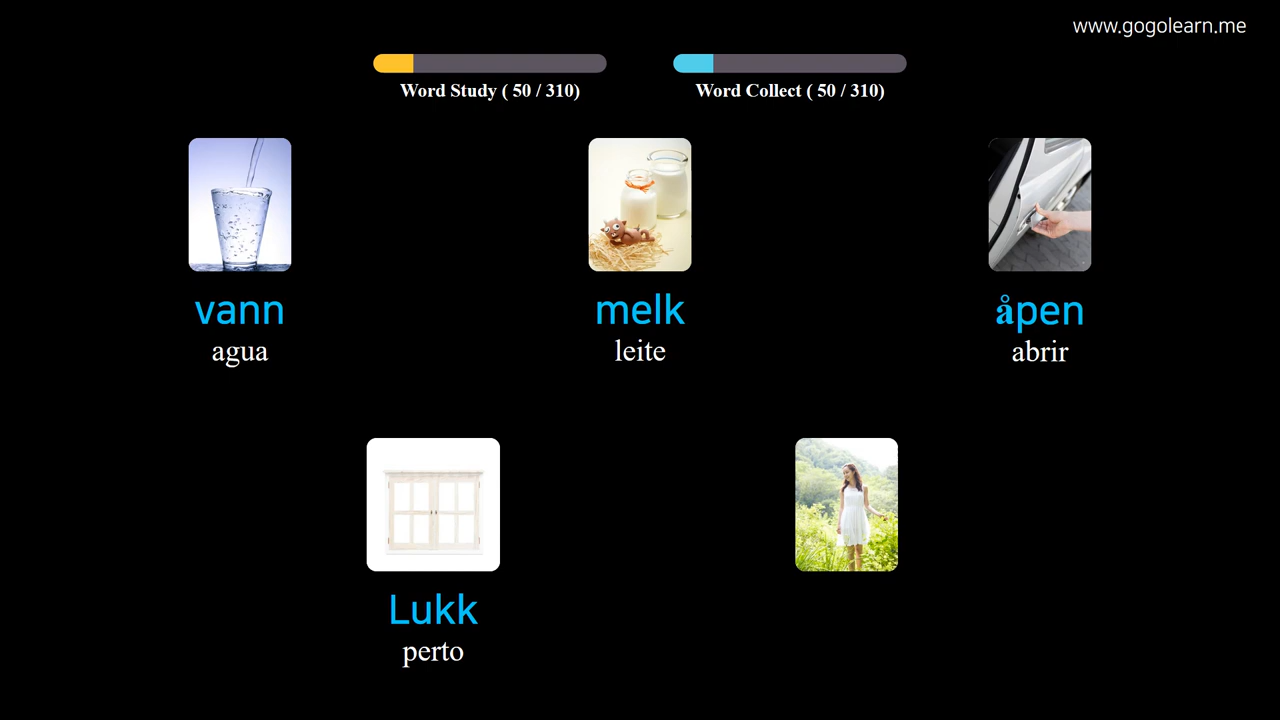 www.gogolearn.me
Word Study ( 50 / 310)
Word Collect ( 50 / 310)
vann
agua
melk
leite
åpen
abrir
Lukk
perto